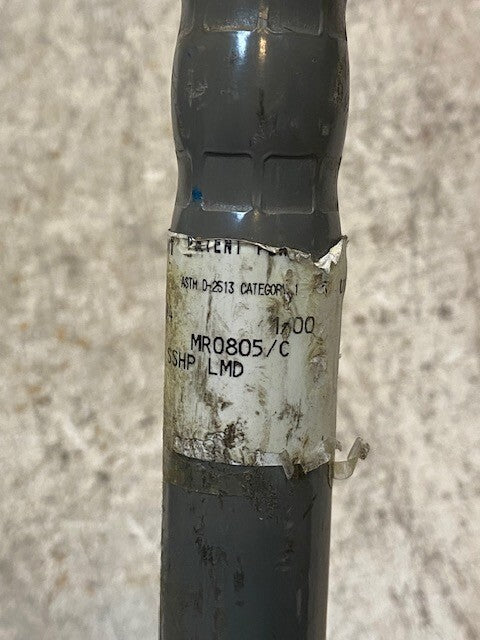 PATENT
ASTM D-2513 CATEGORY 1
1.00
MR0805/C
SSHP LMD